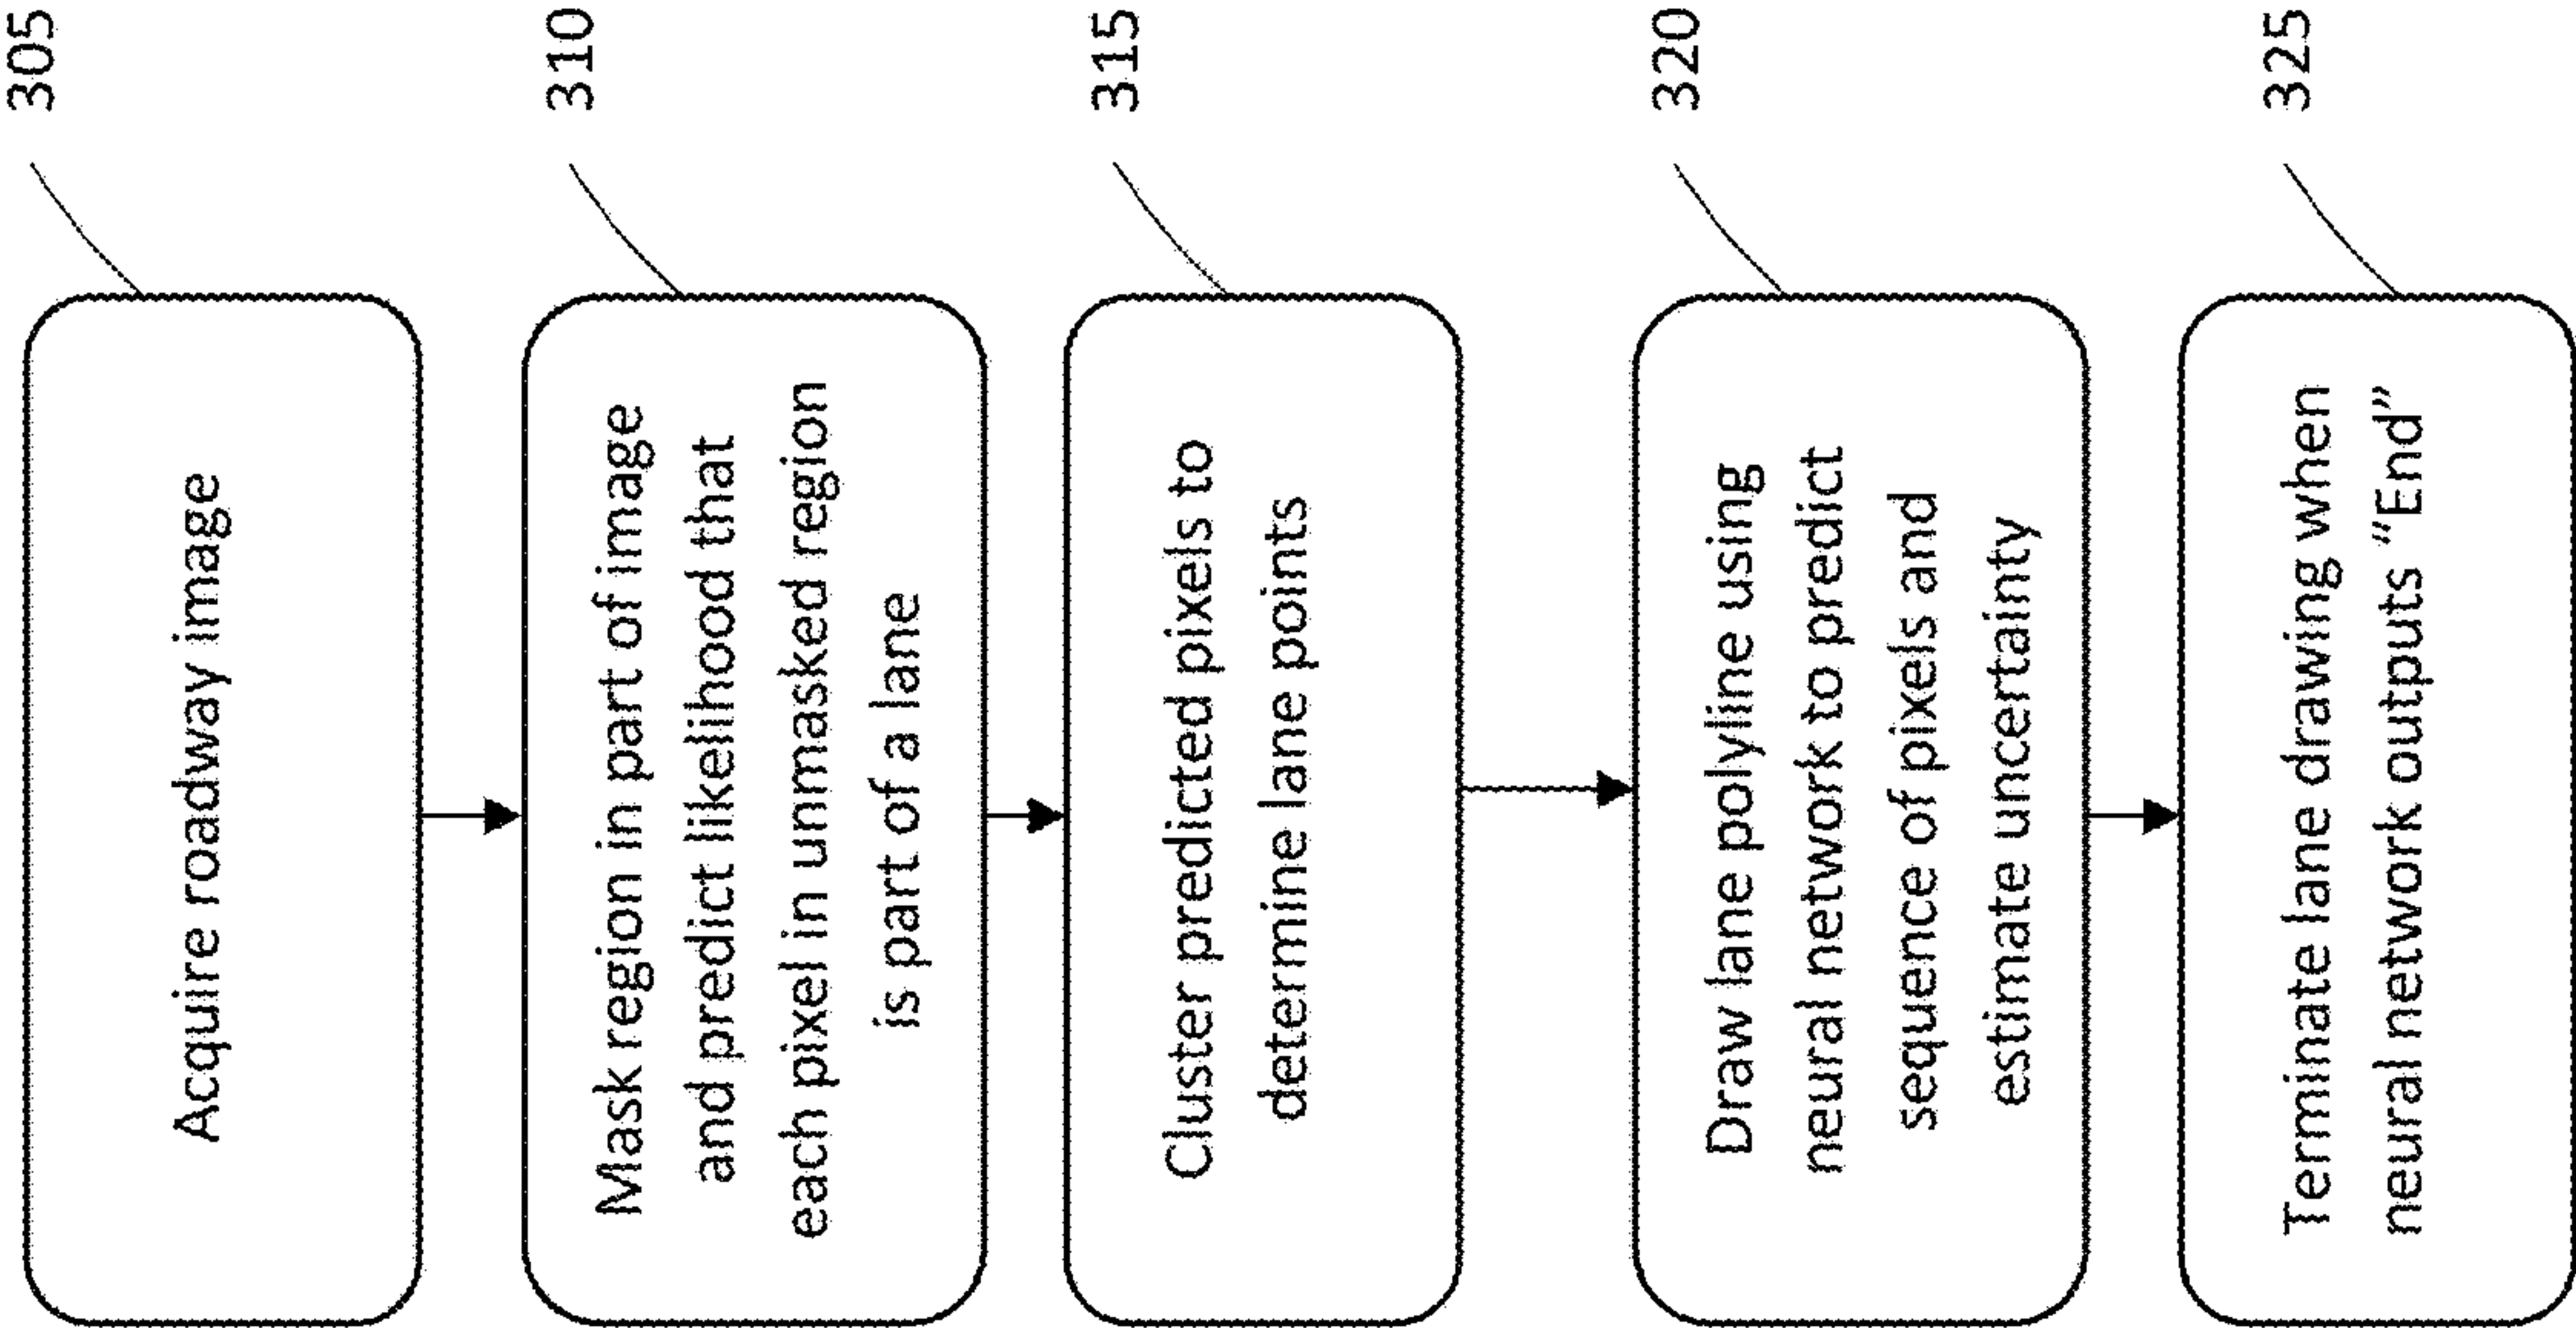 305
Acquire roadway image
310
Mask region in part of image
and predict likelihood that
each pixel in unmasked region
is part of a lane
315
Cluster predicted pixels to
determine lane points
320
Draw lane polyline using
neural network to predict
sequence of pixels and
estimate uncertainty
325
Terminate lane drawing when
neural network outputs “End”